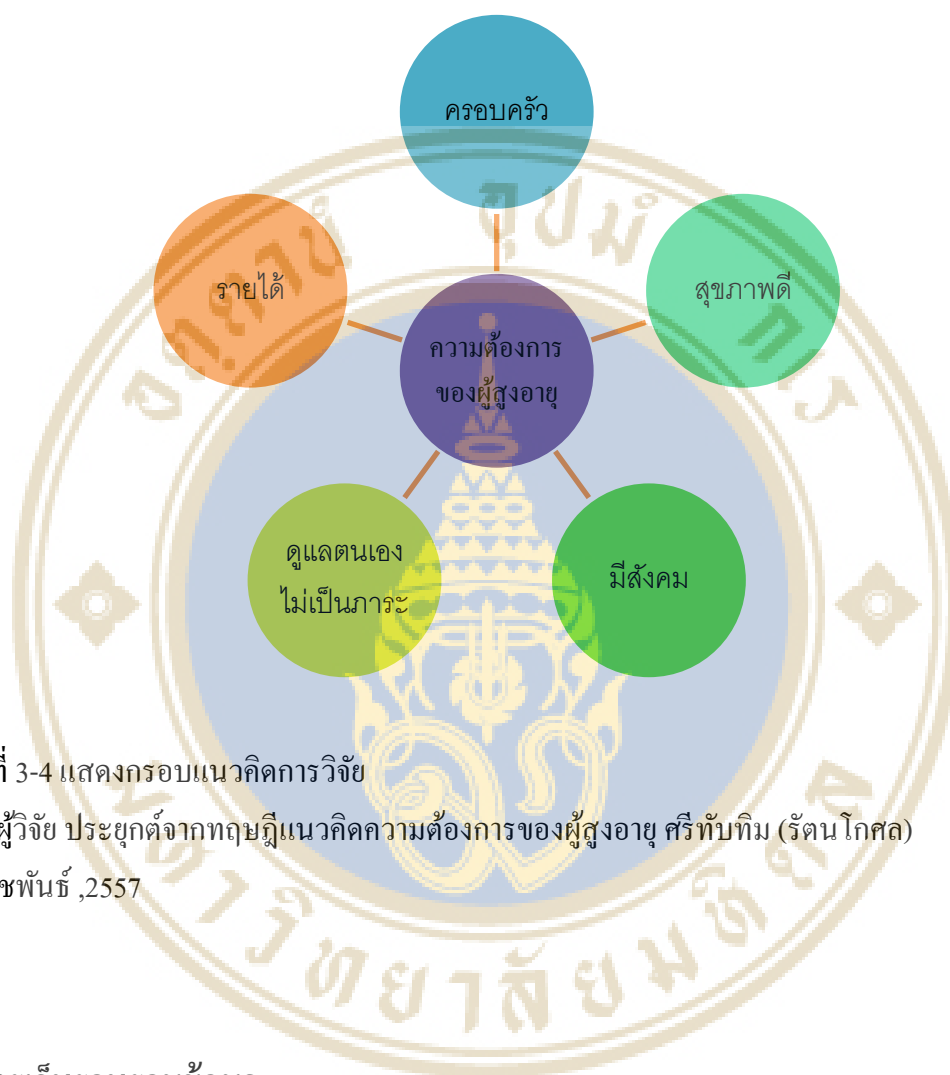 ครอบครัว
รายได้
สุขภาพดี
ความต้องการ
ของผู้สูงอายุ
ดูแลตนเอง
ไม่เป็นภาระ
มีสังคม
ที่ 3-4 แสดงกรอบแนวคิดการวิจัย
ผู้วิจัย ประยุกต์จากทฤษฎีแนวคิดความต้องการของผู้สูงอายุ ศรีทับทิม (รัตนโกศล)
ชพันธ์ ,2557